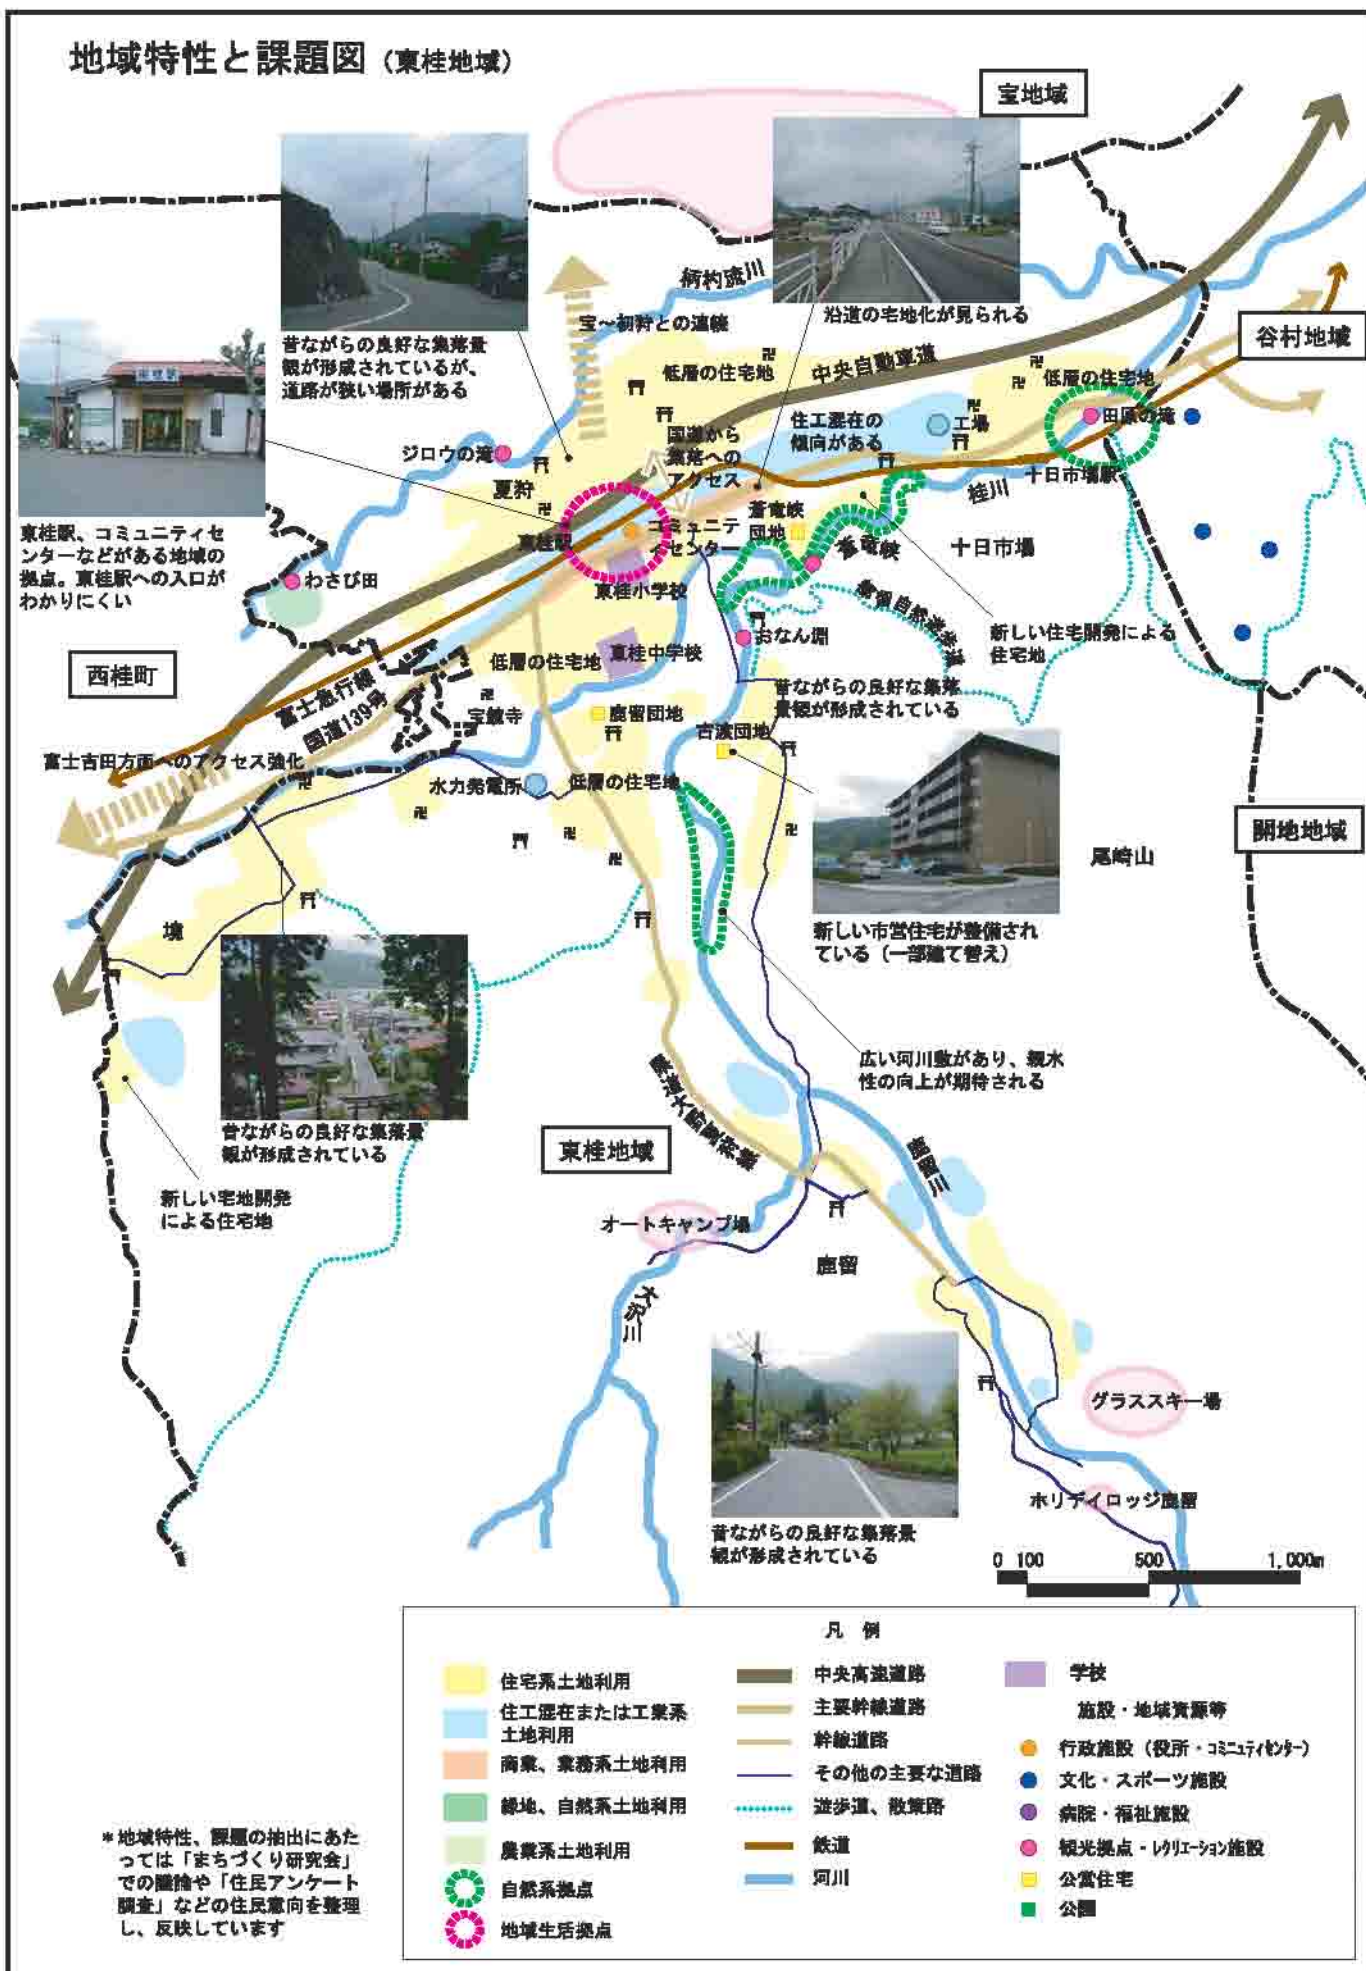 地域特性と課題図（東桂地域）
宝地域
柄杓流川
宝～初狩との連絡
沿道の宅地化が見られる
谷村地域
昔ながらの良好な集落景
観が形成されているが、
道路が狭い場所がある
低層の住宅地
中央自動車道
低層の住宅地
住工混在の
傾向がある
工場
田原の滝
国道から
集落への
アクセス
ジロウの滝
夏狩
十日市場駅
桂川
蒼竜峡
団地
コミュニテ
ィセンター
東桂駅
蒼竜峡
十日市場
東桂駅、コミュニティセ
ンターなどがある地域の
拠点。東桂駅への入口が
わかりにくい
わさび田
東桂小学校
おなん淵
新しい住宅開発による
住宅地
西桂町
低層の住宅地
東桂中学校
昔ながらの良好な集落
景観が形成されている
富士急行線
国道139号
宝鏡寺
鹿留団地
古渡団地
富士吉田方面へのアクセス強化
水力発電所
低層の住宅地
開地地域
尾崎山
境
新しい市営住宅が整備され
ている（一部建て替え）
広い河川敷があり、親水
性の向上が期待される
昔ながらの良好な集落景
観が形成されている
東桂地域
新しい宅地開発
による住宅地
オートキャンプ場
鹿留
鹿留川
グラススキー場
ホリデイロッジ鹿留
昔ながらの良好な集落景
観が形成されている
0 100 500 1,000m
凡 例
住宅系土地利用
住工混在または工業系
土地利用
商業、業務系土地利用
緑地、自然系土地利用
農業系土地利用
自然系拠点
地域生活拠点
中央高速道路
主要幹線道路
幹線道路
その他の主要な道路
遊歩道、散策路
鉄道
河川
学校
施設・地域資源等
行政施設（役所・ｺﾐﾆｭﾃｨｾﾝﾀｰ）
文化・スポーツ施設
病院・福祉施設
観光拠点・ﾚｸﾘｴｰｼｮﾝ施設
公営住宅
公園
＊地域特性、課題の抽出にあた
っては「まちづくり研究会」
での議論や「住民アンケート
調査」などの住民意向を整理
し、反映しています